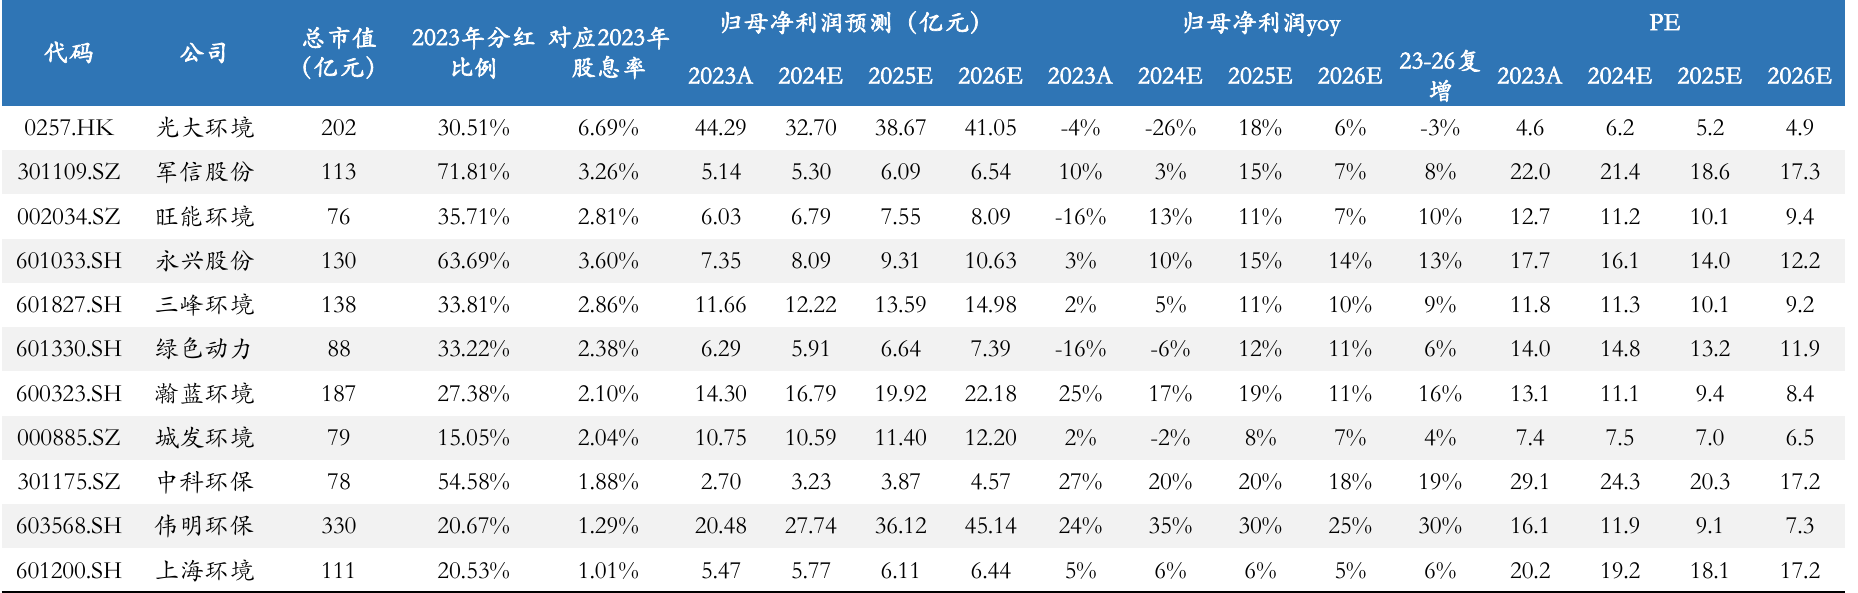 代码 公司 总市值（亿元） 2023年分红比例 对应2023年股息率 归母净利润预测（亿元） 归母净利润yoy PE
2023A 2024E 2025E 2026E 2023A 2024E 2025E 2026E 23-26复增 2023A 2024E 2025E 2026E
0257.HK 光大环境 202 30.51% 6.69% 44.29 32.70 38.67 41.05 -4% -26% 18% 6% -3% 4.6 6.2 5.2 4.9
301109.SZ 军信股份 113 71.81% 3.26% 5.14 5.30 6.09 6.54 10% 3% 15% 7% 8% 22.0 21.4 18.6 17.3
002034.SZ 旺能环境 76 35.71% 2.81% 6.03 6.79 7.55 8.09 -16% 13% 11% 7% 10% 12.7 11.2 10.1 9.4
601033.SH 永兴股份 130 63.69% 3.60% 7.35 8.09 9.31 10.63 3% 10% 15% 14% 13% 17.7 16.1 14.0 12.2
601827.SH 三峰环境 138 33.81% 2.86% 11.66 12.22 13.59 14.98 2% 5% 11% 10% 9% 11.8 11.3 10.1 9.2
601330.SH 绿色动力 88 33.22% 2.38% 6.29 5.91 6.64 7.39 -16% -6% 12% 11% 6% 14.0 14.8 13.2 11.9
600323.SH 瀚蓝环境 187 27.38% 2.10% 14.30 16.79 19.92 22.18 25% 17% 19% 11% 16% 13.1 11.1 9.4 8.4
000885.SZ 城发环境 79 15.05% 2.04% 10.75 10.59 11.40 12.20 2% -2% 8% 7% 4% 7.4 7.5 7.0 6.5
301175.SZ 中科环保 78 54.58% 1.88% 2.70 3.23 3.87 4.57 27% 20% 20% 18% 19% 29.1 24.3 20.3 17.2
603568.SH 伟明环保 330 20.67% 1.29% 20.48 27.74 36.12 45.14 24% 35% 30% 25% 30% 16.1 11.9 9.1 7.3
601200.SH 上海环境 111 20.53% 1.01% 5.47 5.77 6.11 6.44 5% 6% 6% 5% 6% 20.2 19.2 18.1 17.2